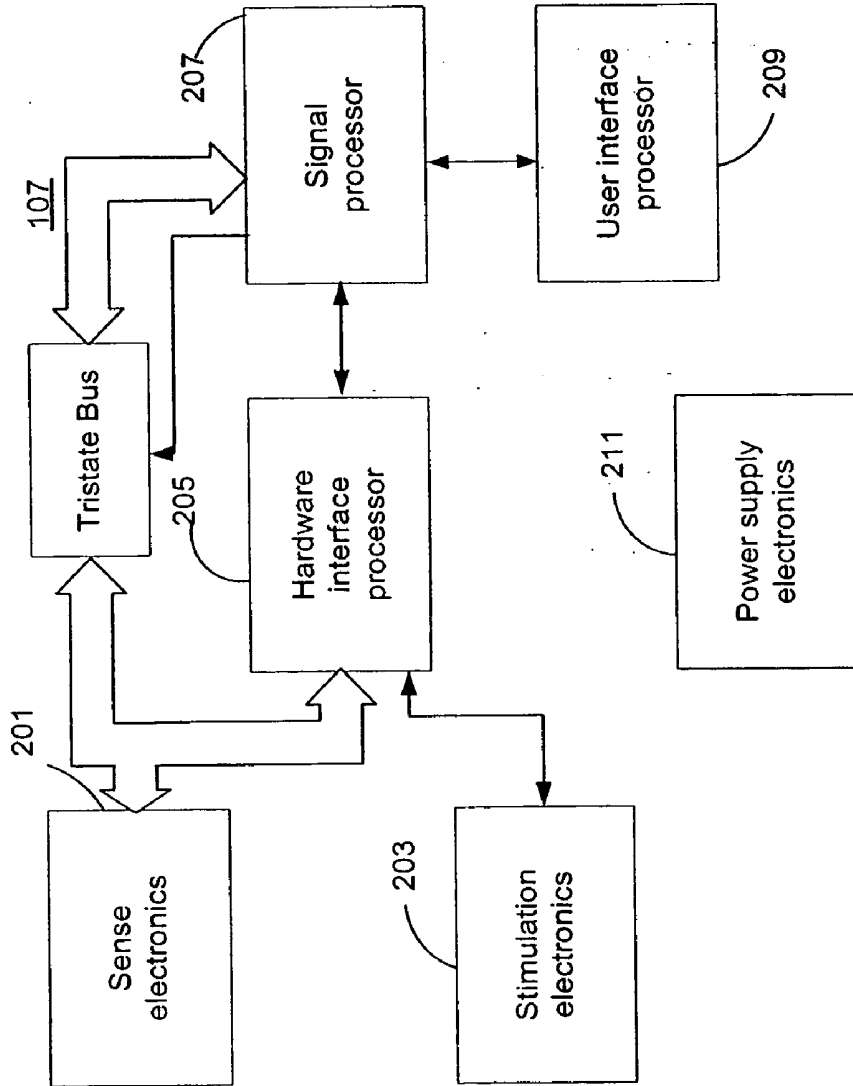 107
207
Signal
processor
User interface
processor
209
Tristate Bus
205
Hardware
interface
processor
211
Power supply
electronics
201
Sense
electronics
203
Stimulation
electronics